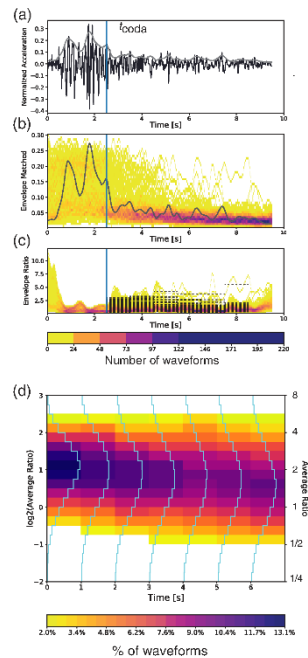 (a)
t coda
Normalized Acceleration
0.3
0.2
0.1
0.0
−0.1
−0.2
−0.3
−0.4
0 2 4 6 8 10
Time [s]
(b)
Envelope Matched
0.30
0.25
0.20
0.15
0.10
0.05
0 2 4 6 8 10
Time [s]
(c)
Envelope Ratio
10.0
7.5
5.0
2.5
0 2 4 6 8 10
Time [s]
0 24 48 73 97 122 146 171 195 220
Number of waveforms
(d)
log2(Average Ratio)
3
2
1
0
−1
−2
Average Ratio
8
4
2
1
1/2
1/4
0 1 2 3 4 5 6
Time [s]
2.0% 3.4% 4.6% 6.0% 7.6% 8.9% 10.4% 11.7% 13.1%
% of waveforms